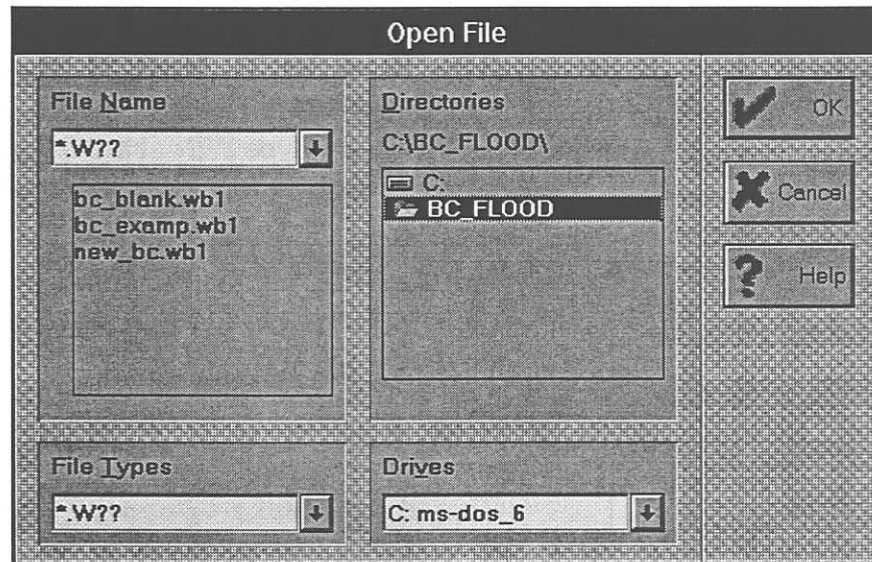 Open File
File Name
*.W??
bc_blank.wb1
bc_examp.wb1
new_bc.wb1
Directories
C:\BC_FLOOD\
C:
BC_FLOOD
OK
Cancel
Help
File Types
*.W??
Drives
C: ms-dos_6